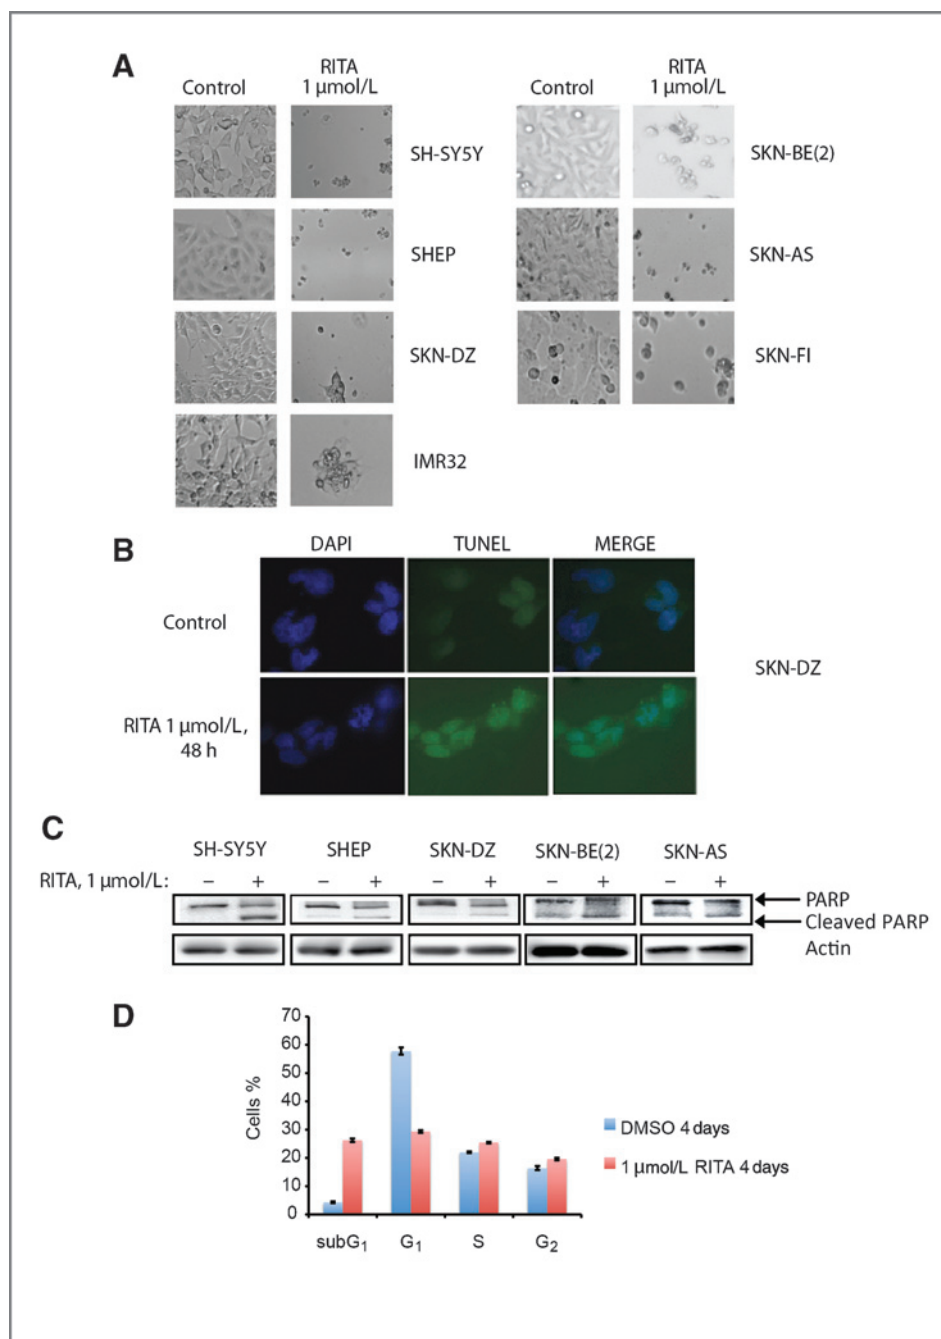 A
Control
RITA
1 µmol/L
SH-SY5Y
SHEP
SKN-DZ
IMR32
Control
RITA
1 µmol/L
SKN-BE(2)
SKN-AS
SKN-FI
B
DAPI TUNEL MERGE
Control
RITA 1 µmol/L,
48 h
SKN-DZ
C
SH-SY5Y SHEP SKN-DZ SKN-BE(2) SKN-AS
RITA, 1 µmol/L: – + – + – + – + – +
PARP
Cleaved PARP
Actin
D
Cells %
70
60
50
40
30
20
10
0
subG₁ G₁ S G₂
DMSO 4 days
1 µmol/L RITA 4 days